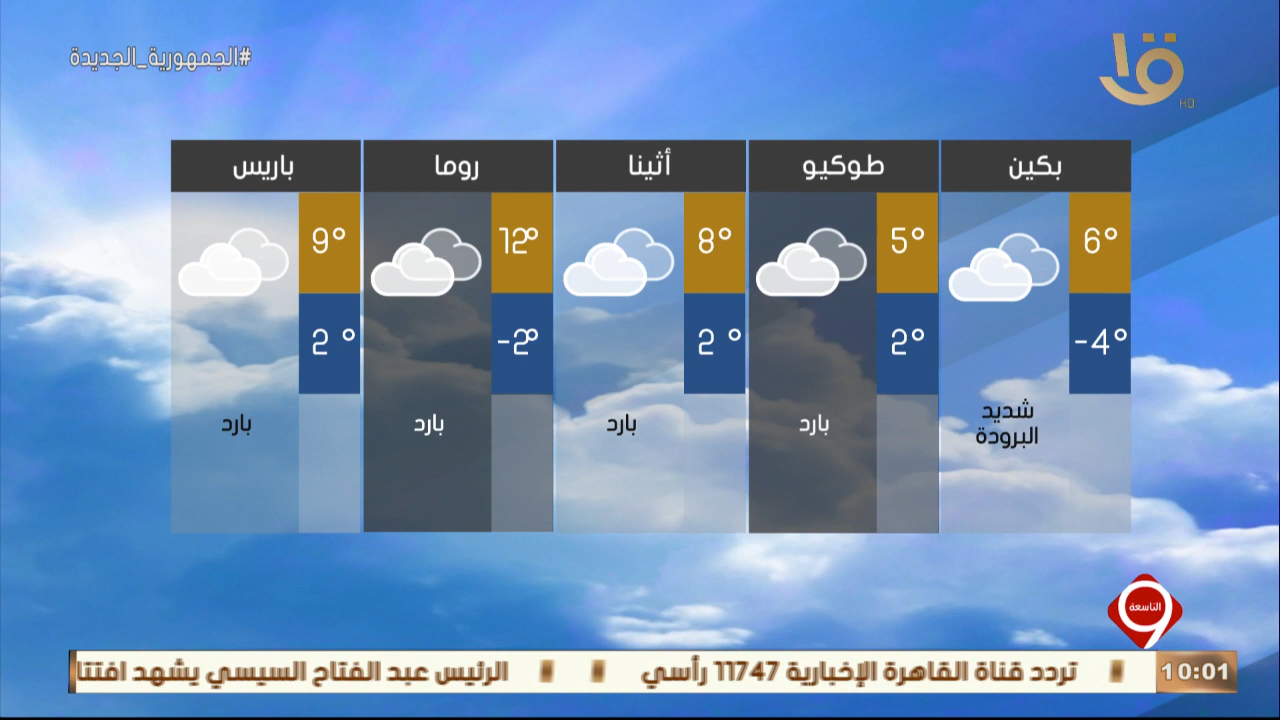 #الجمهورية_الجديدة
HD
بكين
طوكيو
أثينا
روما
باريس
6°
5°
8°
12°
9°
-4°
2°
2°
-2°
2°
شديد
البرودة
بارد
بارد
بارد
بارد
التاسعة
9
تردد قناة القاهرة الإخبارية 11747 رأسي
الرئيس عبد الفتاح السيسي يشهد افتتا
10:01